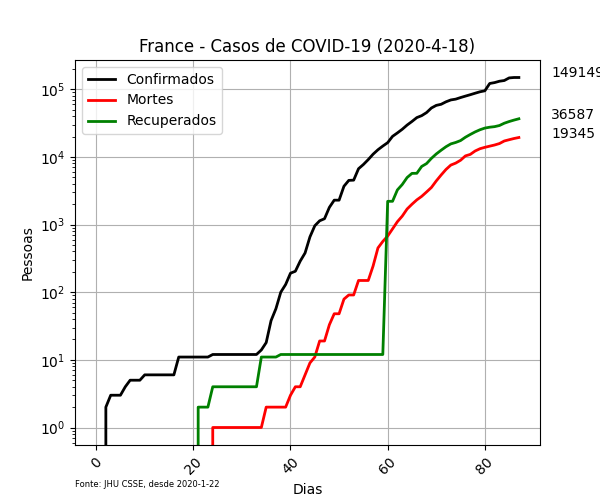 France - Casos de COVID-19 (2020-4-18)
Confirmados
Mortes
Recuperados
149149
36587
19345
Pessoas
10^5
10^4
10^3
10^2
10^1
10^0
0 20 40 60 80
Dias
Fonte: JHU CSSE, desde 2020-1-22